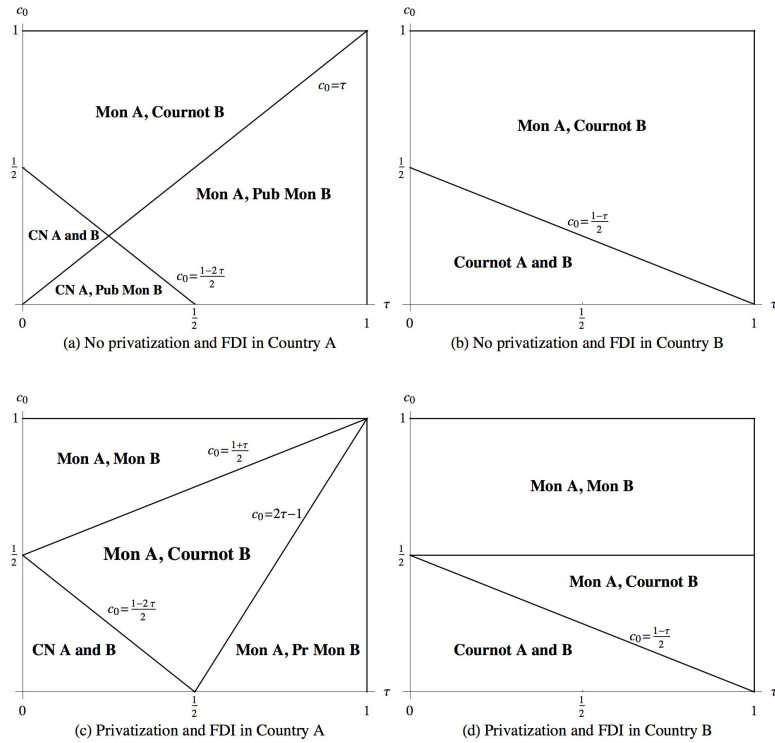 c₀
1
c₀=τ
Mon A, Cournot B
1/2
Mon A, Pub Mon B
CN A and B
c₀=(1-2τ)/2
CN A, Pub Mon B
τ
0
1/2
1
(a) No privatization and FDI in Country A
c₀
1
Mon A, Cournot B
1/2
c₀=(1-τ)/2
Cournot A and B
τ
0
1/2
1
(b) No privatization and FDI in Country B
c₀
1
c₀=(1+τ)/2
Mon A, Mon B
c₀=2τ-1
1/2
Mon A, Cournot B
c₀=(1-2τ)/2
CN A and B
Mon A, Pr Mon B
τ
0
1/2
1
(c) Privatization and FDI in Country A
c₀
1
Mon A, Mon B
1/2
Mon A, Cournot B
c₀=(1-τ)/2
Cournot A and B
τ
0
1/2
1
(d) Privatization and FDI in Country B